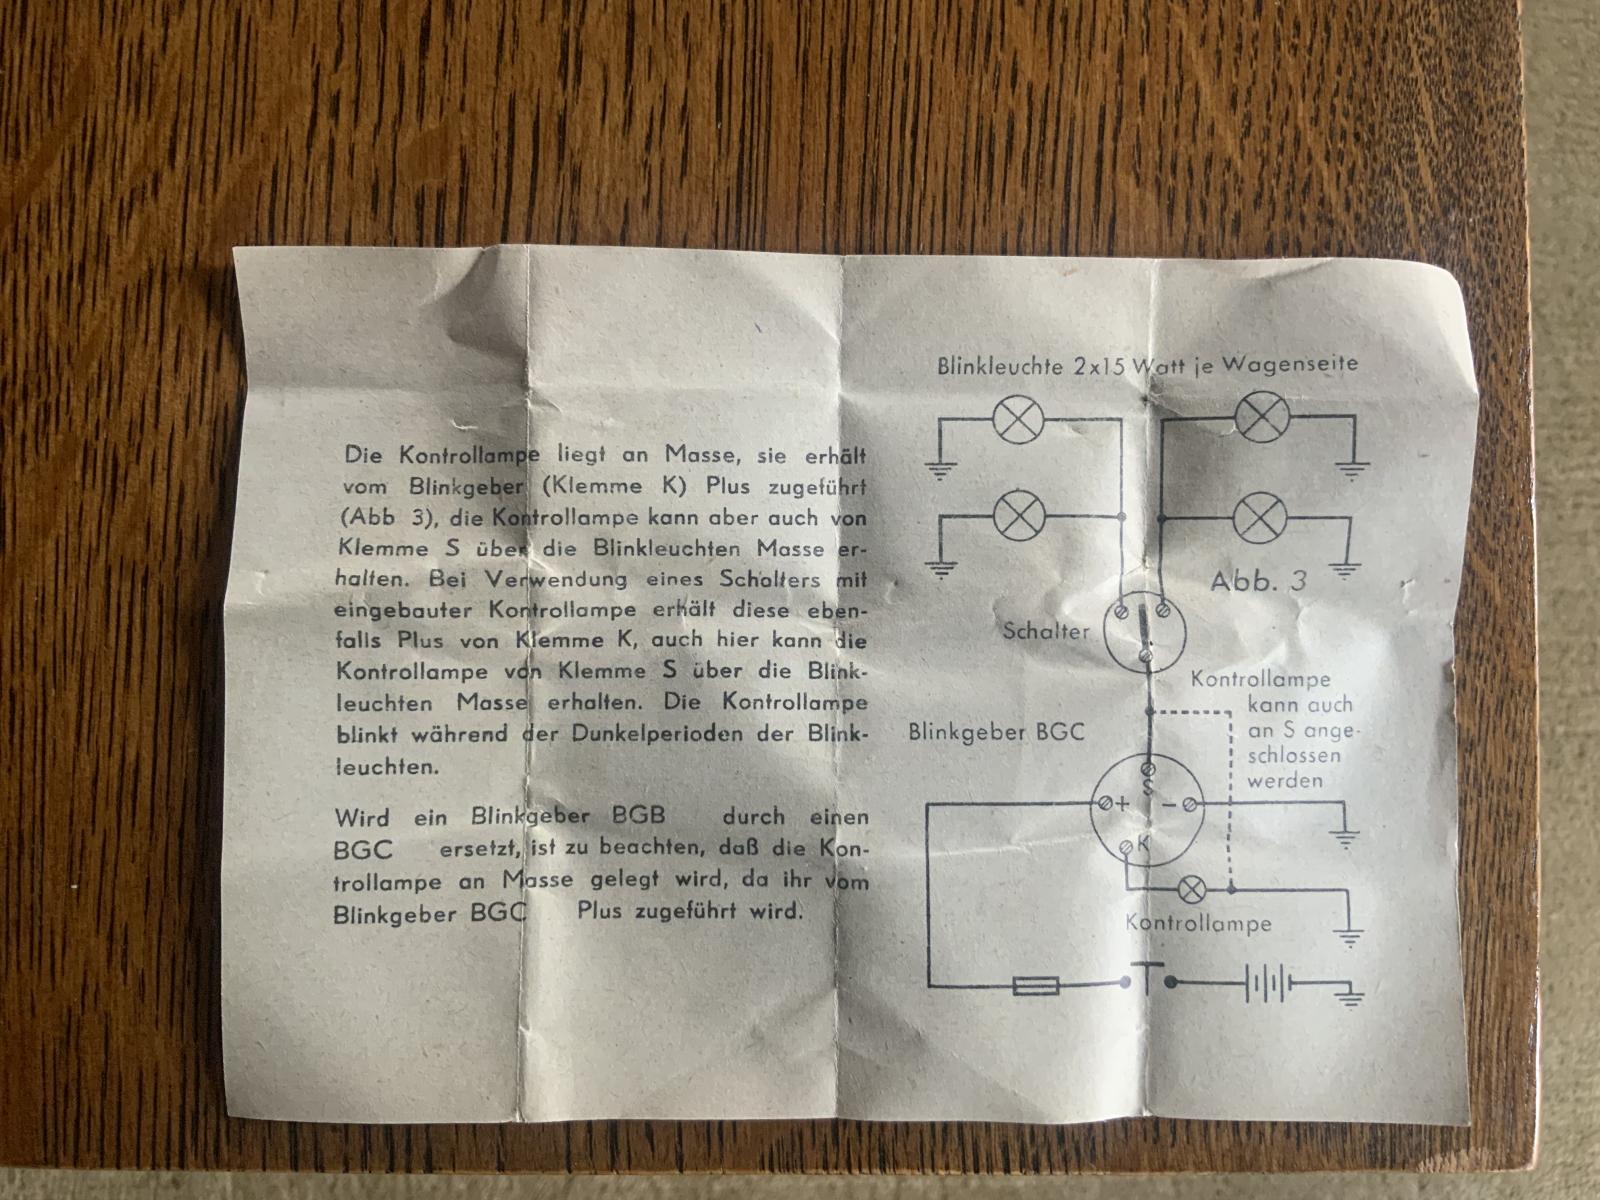 Die Kontrollampe liegt an Masse, sie erhält
vom Blinkgeber (Klemme K) Plus zugeführt
(Abb 3), die Kontrollampe kann aber auch von
Klemme S über die Blinkleuchten Masse er-
halten. Bei Verwendung eines Schalters mit
eingebauter Kontrollampe erhält diese eben-
falls Plus von Klemme K, auch hier kann die
Kontrollampe von Klemme S über die Blink-
leuchten Masse erhalten. Die Kontrollampe
blinkt während der Dunkelperioden der Blink-
leuchten.
Wird ein Blinkgeber BGB durch einen
BGC ersetzt, ist zu beachten, daß die Kon-
trollampe an Masse gelegt wird, da ihr vom
Blinkgeber BGC Plus zugeführt wird.
Blinkleuchte 2x15 Watt je Wagenseite
Abb. 3
Schalter
Kontrollampe
kann auch
an S ange-
schlossen
werden
Blinkgeber BGC
S
+ −
K
Kontrollampe